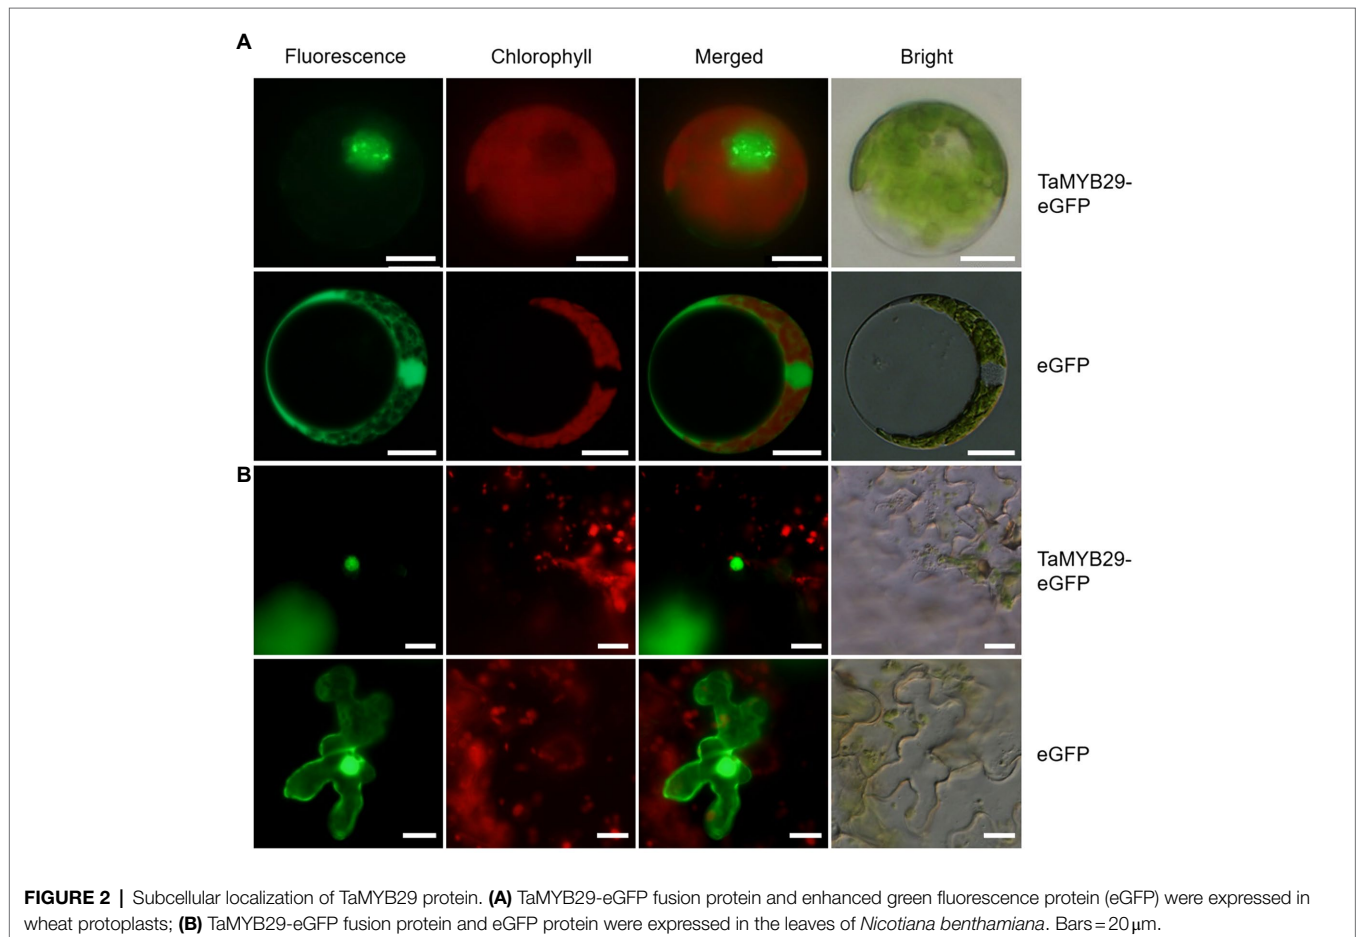 A
Fluorescence Chlorophyll Merged Bright
TaMYB29-
eGFP
eGFP
B
TaMYB29-
eGFP
eGFP
FIGURE 2 | Subcellular localization of TaMYB29 protein. (A) TaMYB29-eGFP fusion protein and enhanced green fluorescence protein (eGFP) were expressed in
wheat protoplasts; (B) TaMYB29-eGFP fusion protein and eGFP protein were expressed in the leaves of Nicotiana benthamiana. Bars = 20 μm.